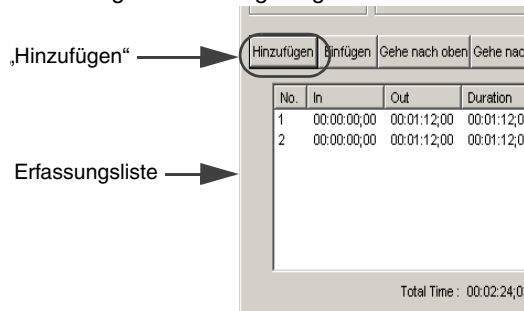 „Hinzufügen“
Hinzufügen Einfügen Gehe nach oben Gehe nac
No. In Out Duration
1 00:00:00;00 00:01:12;00 00:01:12;0
2 00:00:00;00 00:01:12;00 00:01:12;0
Erfassungsliste
Total Time : 00:02:24;0